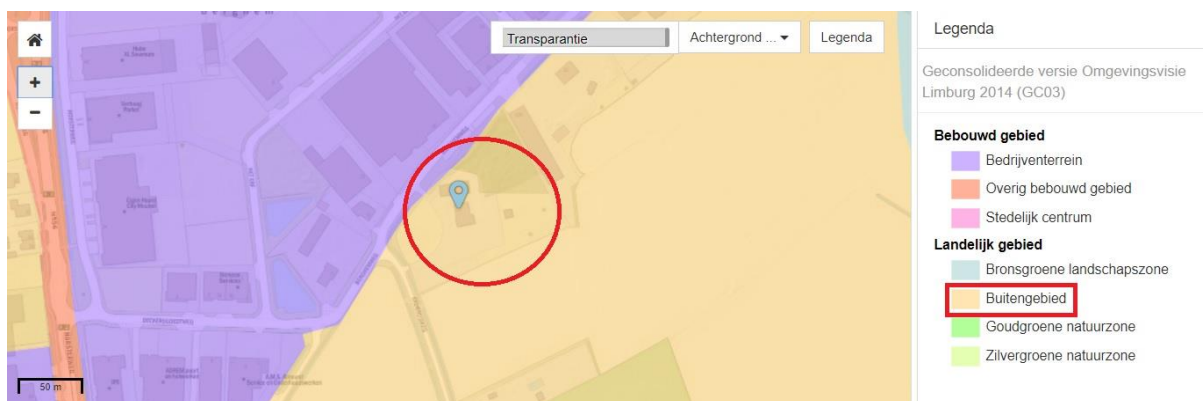 Transparantie
Achtergrond ...
Legenda
+
−
50 m
Legenda
Geconsolideerde versie Omgevingsvisie
Limburg 2014 (GC03)
Bebouwd gebied
Bedrijventerrein
Overig bebouwd gebied
Stedelijk centrum
Landelijk gebied
Bronsgroene landschapszone
Buitengebied
Goudgroene natuurzone
Zilvergroene natuurzone